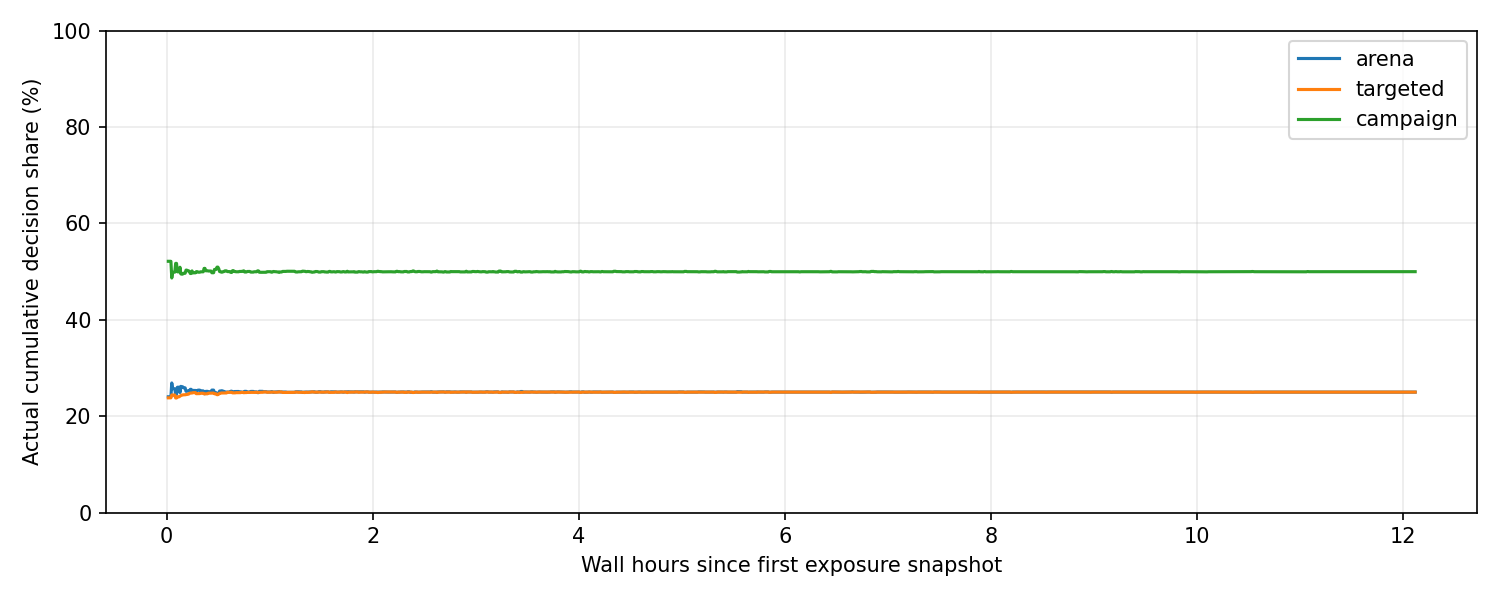 100
80
60
40
20
0
Actual cumulative decision share (%)
arena
targeted
campaign
0 2 4 6 8 10 12
Wall hours since first exposure snapshot